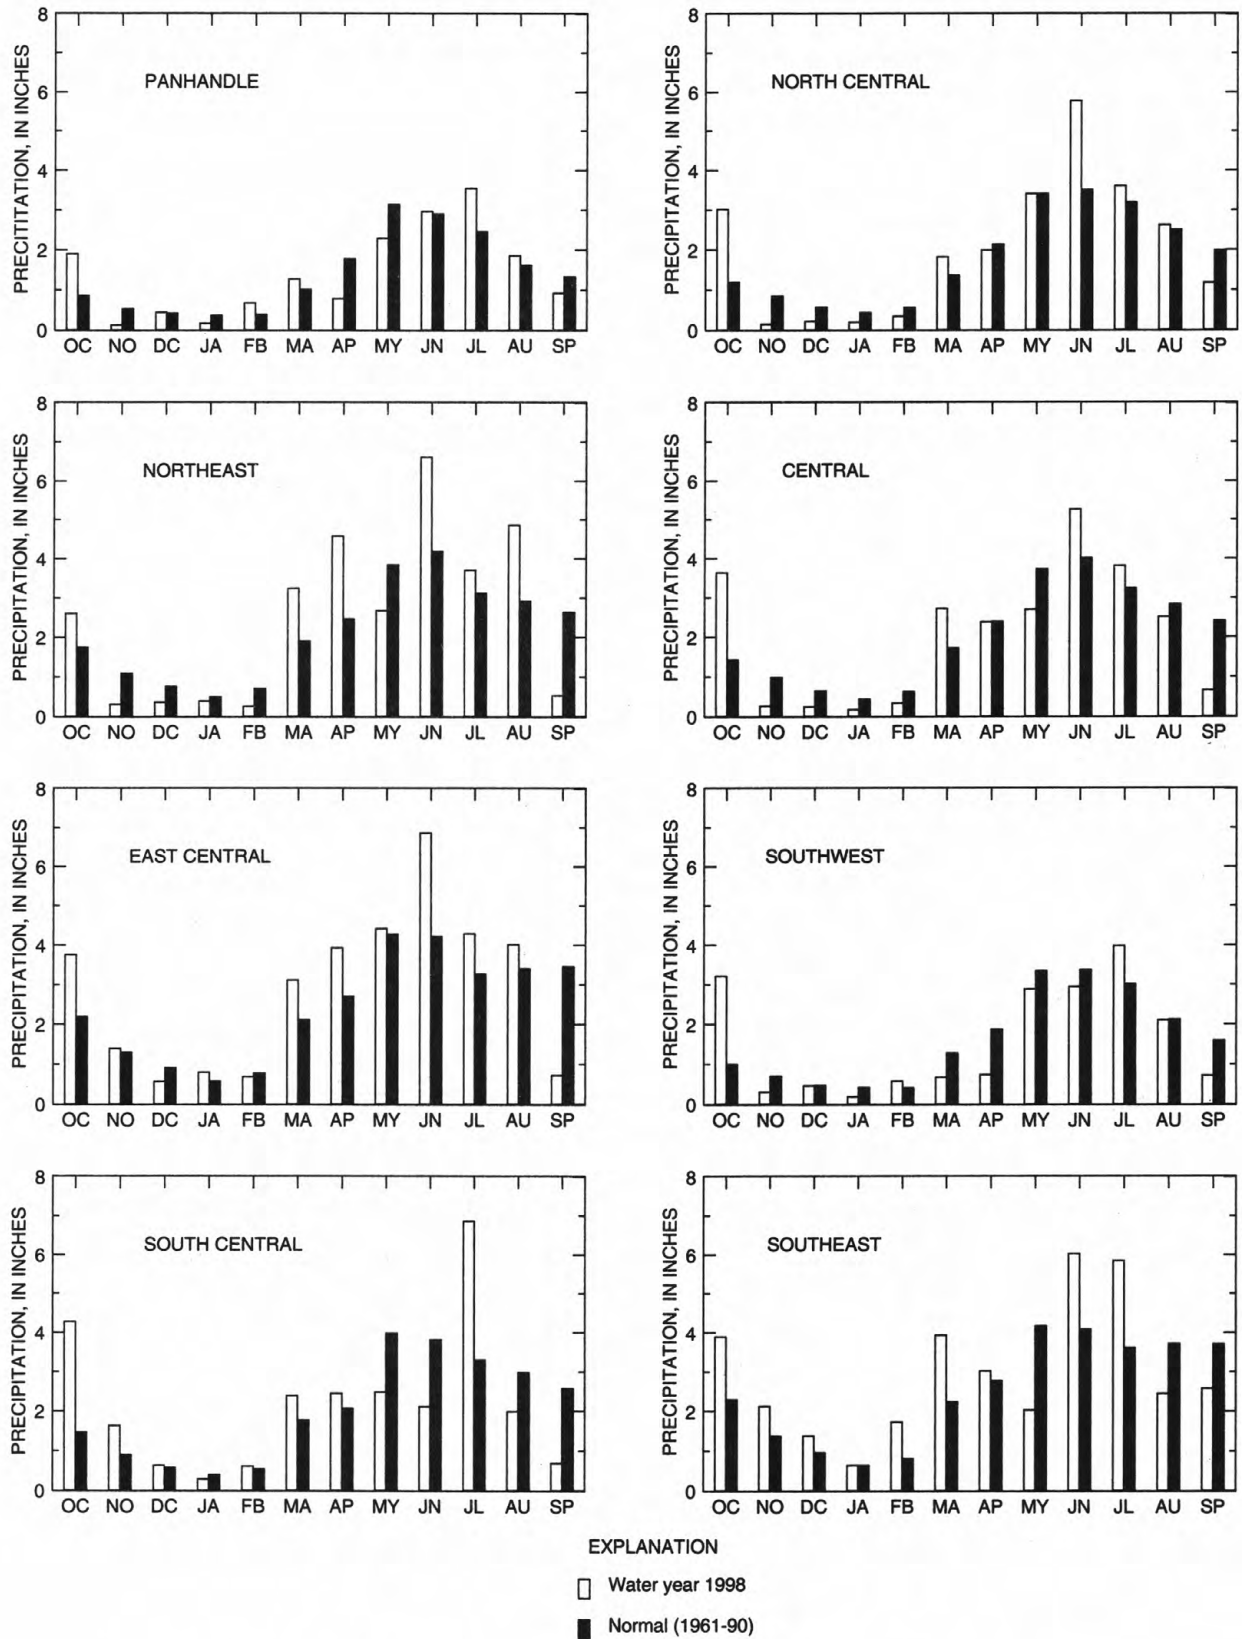 PRECITITATION, IN INCHES
8
6
4
2
0
PANHANDLE
OC NO DC JA FB MA AP MY JN JL AU SP
PRECIPITATION, IN INCHES
8
6
4
2
0
NORTH CENTRAL
OC NO DC JA FB MA AP MY JN JL AU SP
PRECIPITATION, IN INCHES
8
6
4
2
0
NORTHEAST
OC NO DC JA FB MA AP MY JN JL AU SP
PRECIPITATION, IN INCHES
8
6
4
2
0
CENTRAL
OC NO DC JA FB MA AP MY JN JL AU SP
PRECIPITATION, IN INCHES
8
6
4
2
0
EAST CENTRAL
OC NO DC JA FB MA AP MY JN JL AU SP
PRECIPITATION, IN INCHES
8
6
4
2
0
SOUTHWEST
OC NO DC JA FB MA AP MY JN JL AU SP
PRECIPITATION, IN INCHES
8
6
4
2
0
SOUTH CENTRAL
OC NO DC JA FB MA AP MY JN JL AU SP
PRECIPITATION, IN INCHES
8
6
4
2
0
SOUTHEAST
OC NO DC JA FB MA AP MY JN JL AU SP
EXPLANATION
Water year 1998
Normal (1961-90)